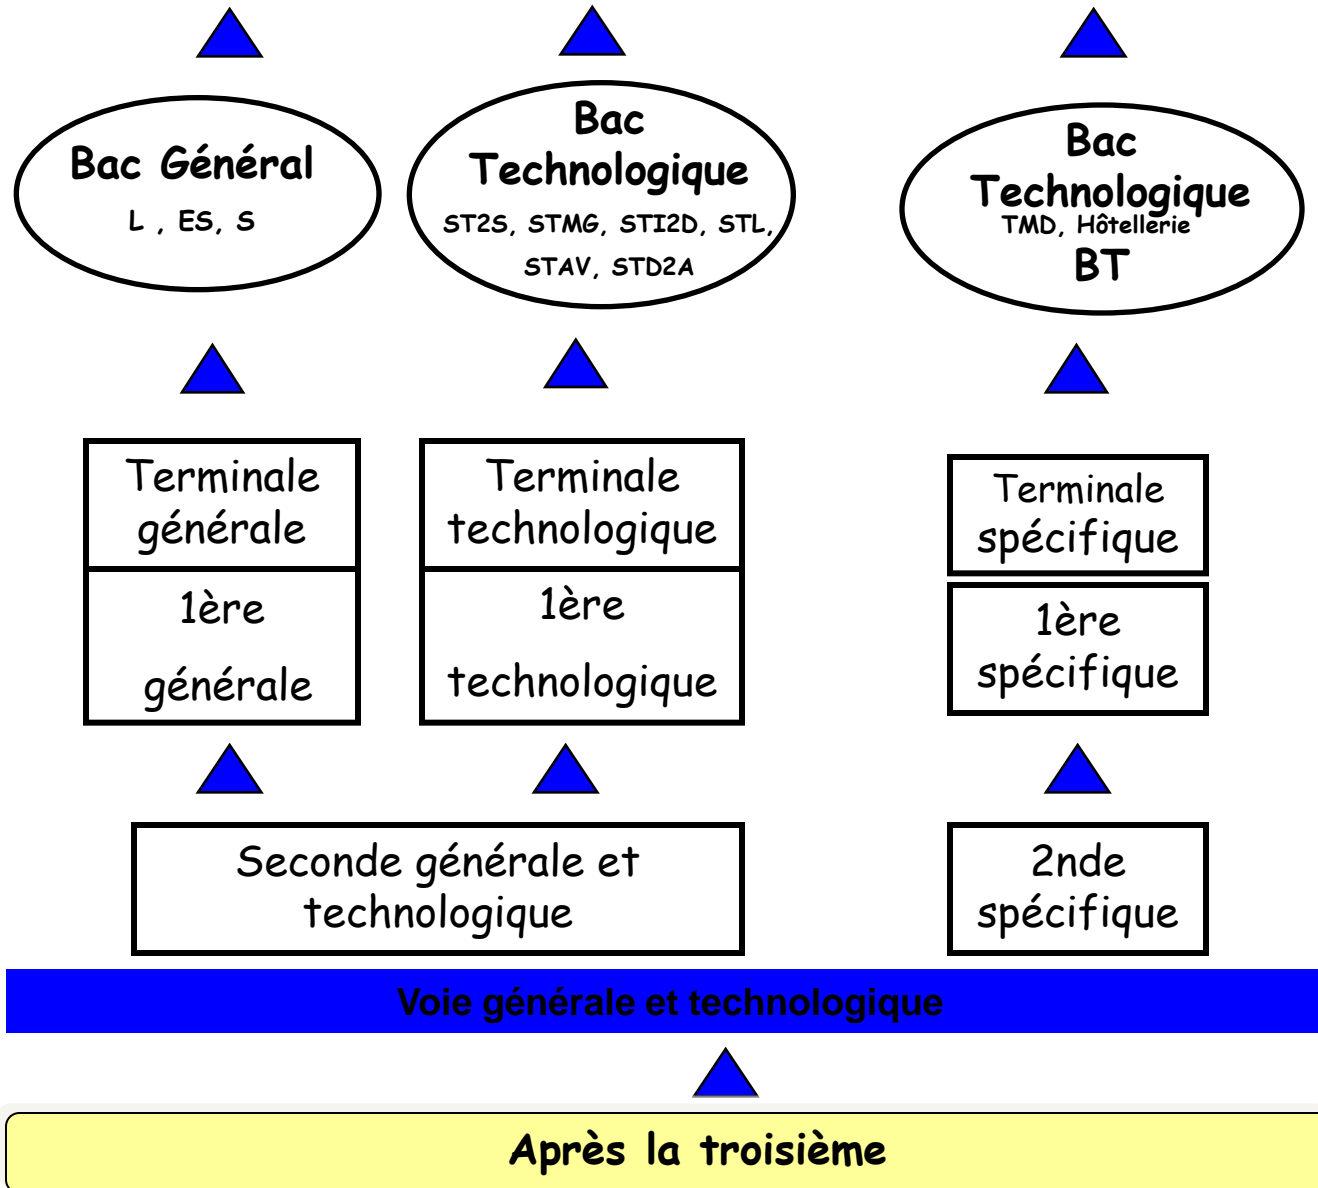 Bac Général
L , ES, S
Bac
Technologique
ST2S, STMG, STI2D, STL,
STAV, STD2A
Bac
Technologique
TMD, Hôtellerie
BT
Terminale
générale
1ère
générale
Terminale
technologique
1ère
technologique
Terminale
spécifique
1ère
spécifique
Seconde générale et
technologique
2nde
spécifique
Voie générale et technologique
Après la troisième